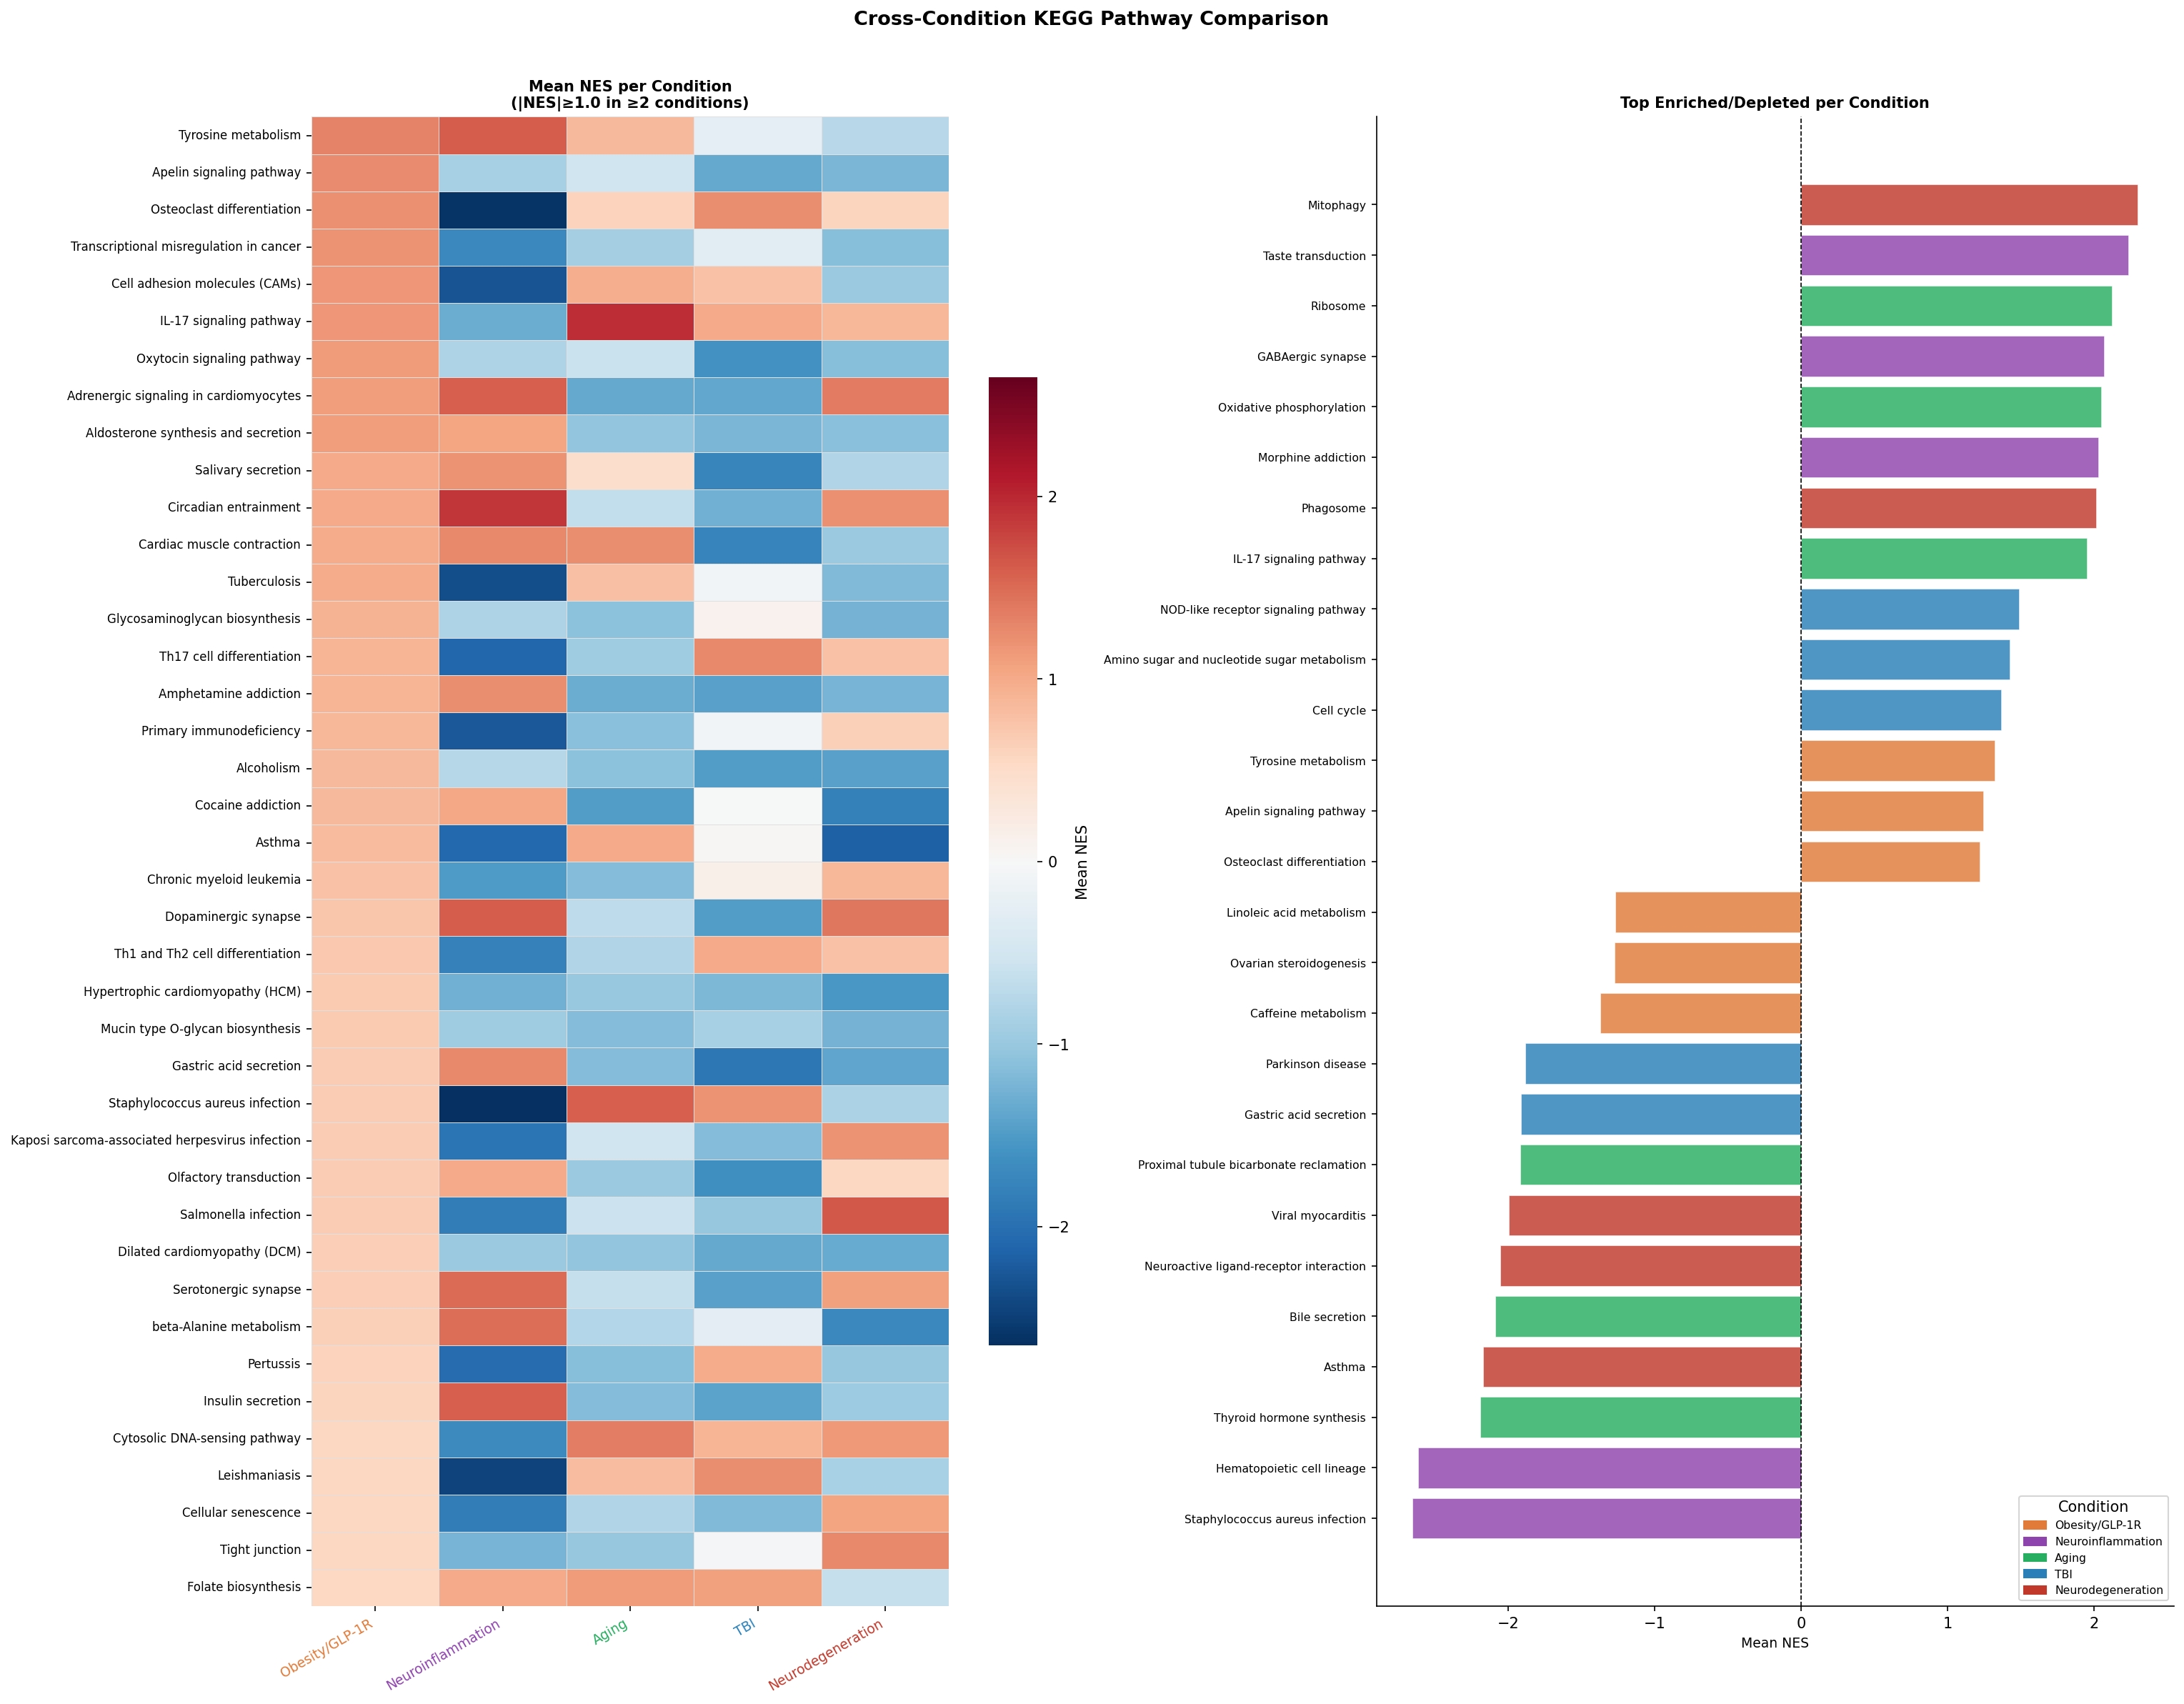 Cross-Condition KEGG Pathway Comparison
Mean NES per Condition
(|NES|≥1.0 in ≥2 conditions)
Tyrosine metabolism
Apelin signaling pathway
Osteoclast differentiation
Transcriptional misregulation in cancer
Cell adhesion molecules (CAMs)
IL-17 signaling pathway
Oxytocin signaling pathway
Adrenergic signaling in cardiomyocytes
Aldosterone synthesis and secretion
Salivary secretion
Circadian entrainment
Cardiac muscle contraction
Tuberculosis
Glycosaminoglycan biosynthesis
Th17 cell differentiation
Amphetamine addiction
Primary immunodeficiency
Alcoholism
Cocaine addiction
Asthma
Chronic myeloid leukemia
Dopaminergic synapse
Th1 and Th2 cell differentiation
Hypertrophic cardiomyopathy (HCM)
Mucin type O-glycan biosynthesis
Gastric acid secretion
Staphylococcus aureus infection
Kaposi sarcoma-associated herpesvirus infection
Olfactory transduction
Salmonella infection
Dilated cardiomyopathy (DCM)
Serotonergic synapse
beta-Alanine metabolism
Pertussis
Insulin secretion
Cytosolic DNA-sensing pathway
Leishmaniasis
Cellular senescence
Tight junction
Folate biosynthesis
Obesity/GLP-1R
Neuroinflammation
Aging
TBI
Neurodegeneration
2
1
0
−1
−2
Mean NES
Top Enriched/Depleted per Condition
Mitophagy
Taste transduction
Ribosome
GABAergic synapse
Oxidative phosphorylation
Morphine addiction
Phagosome
IL-17 signaling pathway
NOD-like receptor signaling pathway
Amino sugar and nucleotide sugar metabolism
Cell cycle
Tyrosine metabolism
Apelin signaling pathway
Osteoclast differentiation
Linoleic acid metabolism
Ovarian steroidogenesis
Caffeine metabolism
Parkinson disease
Gastric acid secretion
Proximal tubule bicarbonate reclamation
Viral myocarditis
Neuroactive ligand-receptor interaction
Bile secretion
Asthma
Thyroid hormone synthesis
Hematopoietic cell lineage
Staphylococcus aureus infection
−2 −1 0 1 2
Mean NES
Condition
Obesity/GLP-1R
Neuroinflammation
Aging
TBI
Neurodegeneration